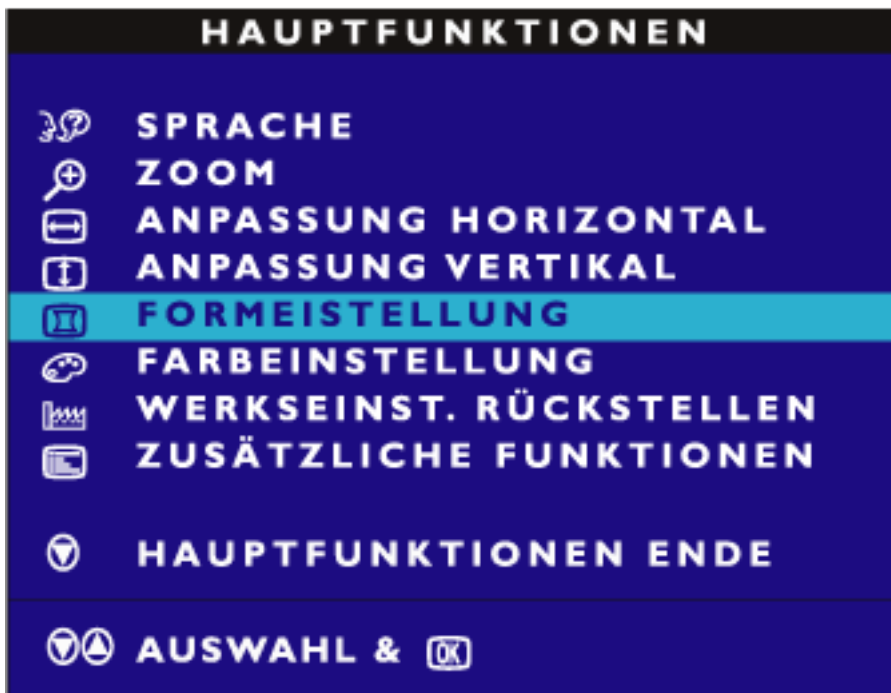 HAUPTFUNKTIONEN
SPRACHE
ZOOM
ANPASSUNG HORIZONTAL
ANPASSUNG VERTIKAL
FORMEISTELLUNG
FARBEINSTELLUNG
WERKSEINST. RÜCKSTELLEN
ZUSÄTZLICHE FUNKTIONEN
HAUPTFUNKTIONEN ENDE
AUSWAHL & OK